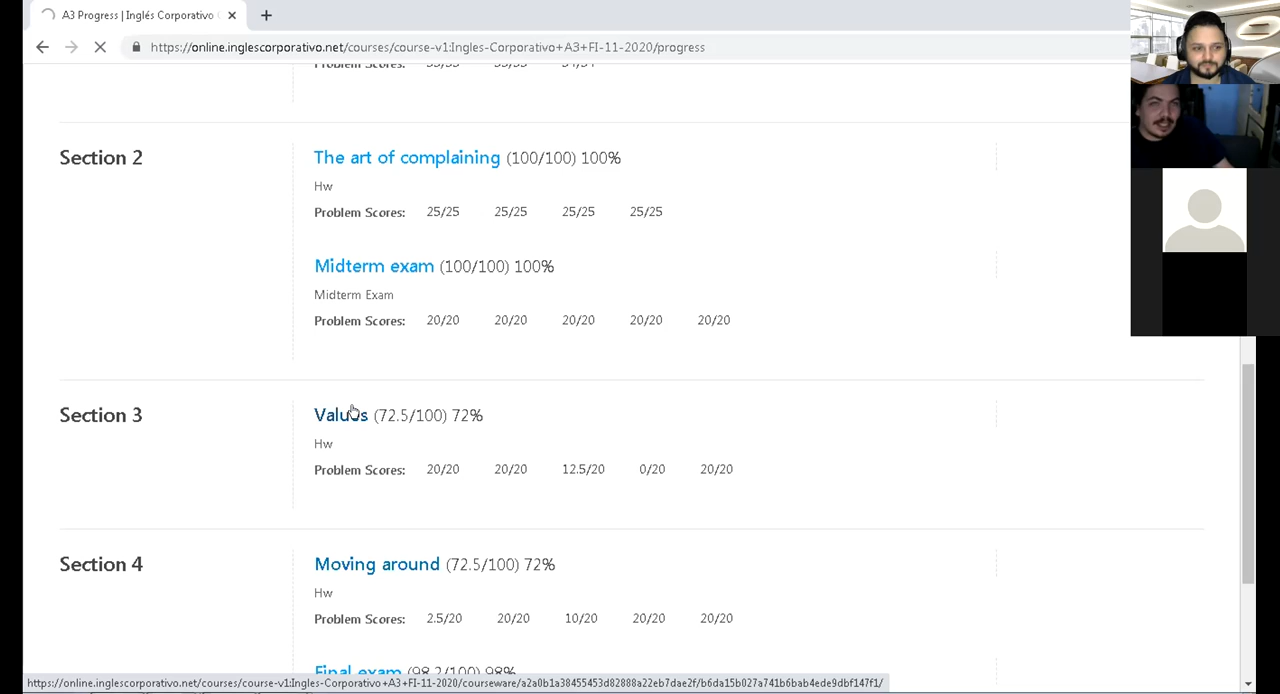 A3 Progress | Inglés Corporativo
https://online.inglescorporativo.net/courses/course-v1:Ingles-Corporativo+A3+FI-11-2020/progress
Problem Scores:
Section 2
The art of complaining (100/100) 100%
Hw
Problem Scores: 25/25 25/25 25/25 25/25
Midterm exam (100/100) 100%
Midterm Exam
Problem Scores: 20/20 20/20 20/20 20/20 20/20
Section 3
Values (72.5/100) 72%
Hw
Problem Scores: 20/20 20/20 12.5/20 0/20 20/20
Section 4
Moving around (72.5/100) 72%
Hw
Problem Scores: 2.5/20 20/20 10/20 20/20 20/20
Final exam (98.2/100) 98%
https://online.inglescorporativo.net/courses/course-v1:Ingles-Corporativo+A3+FI-11-2020/courseware/a2a0b1a38455453d82888a22eb7dae2f/b6da15b027a741b6bab4ede9dbf147f1/